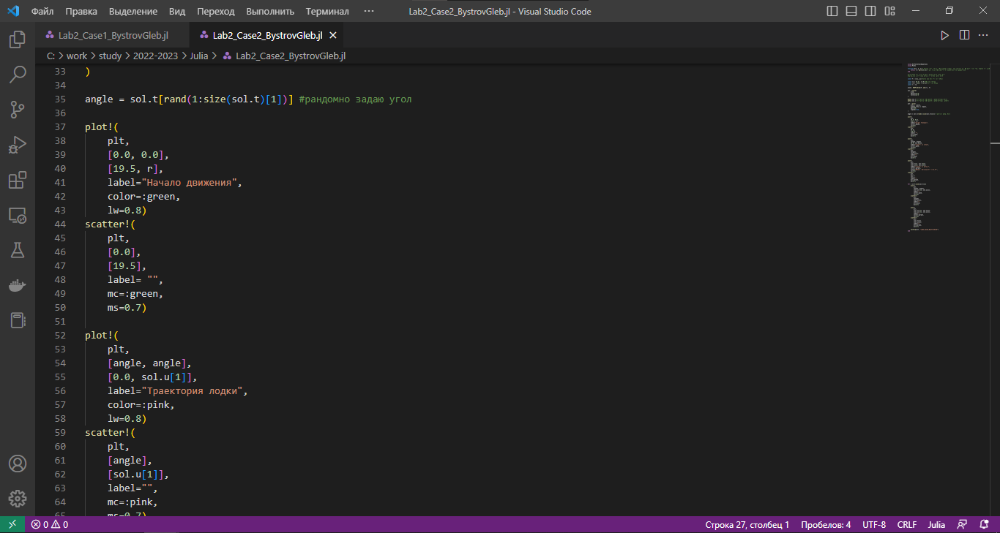 Файл Правка Выделение Вид Переход Выполнить Терминал ··· Lab2_Case2_BystrovGleb.jl - Visual Studio Code
Lab2_Case1_BystrovGleb.jl Lab2_Case2_BystrovGleb.jl
C: > work > study > 2022-2023 > Julia > Lab2_Case2_BystrovGleb.jl
33 )
34
35 angle = sol.t[rand(1:size(sol.t)[1])] #рандомно задаю угол
36
37 plot!(
38 plt,
39 [0.0, 0.0],
40 [19.5, r],
41 label="Начало движения",
42 color=:green,
43 lw=0.8)
44 scatter!(
45 plt,
46 [0.0],
47 [19.5],
48 label= "",
49 mc=:green,
50 ms=0.7)
51
52 plot!(
53 plt,
54 [angle, angle],
55 [0.0, sol.u[1]],
56 label="Траектория лодки",
57 color=:pink,
58 lw=0.8)
59 scatter!(
60 plt,
61 [angle],
62 [sol.u[1]],
63 label="",
64 mc=:pink,
65 ms=0.7)
0 0 Строка 27, столбец 1 Пробелов: 4 UTF-8 CRLF Julia